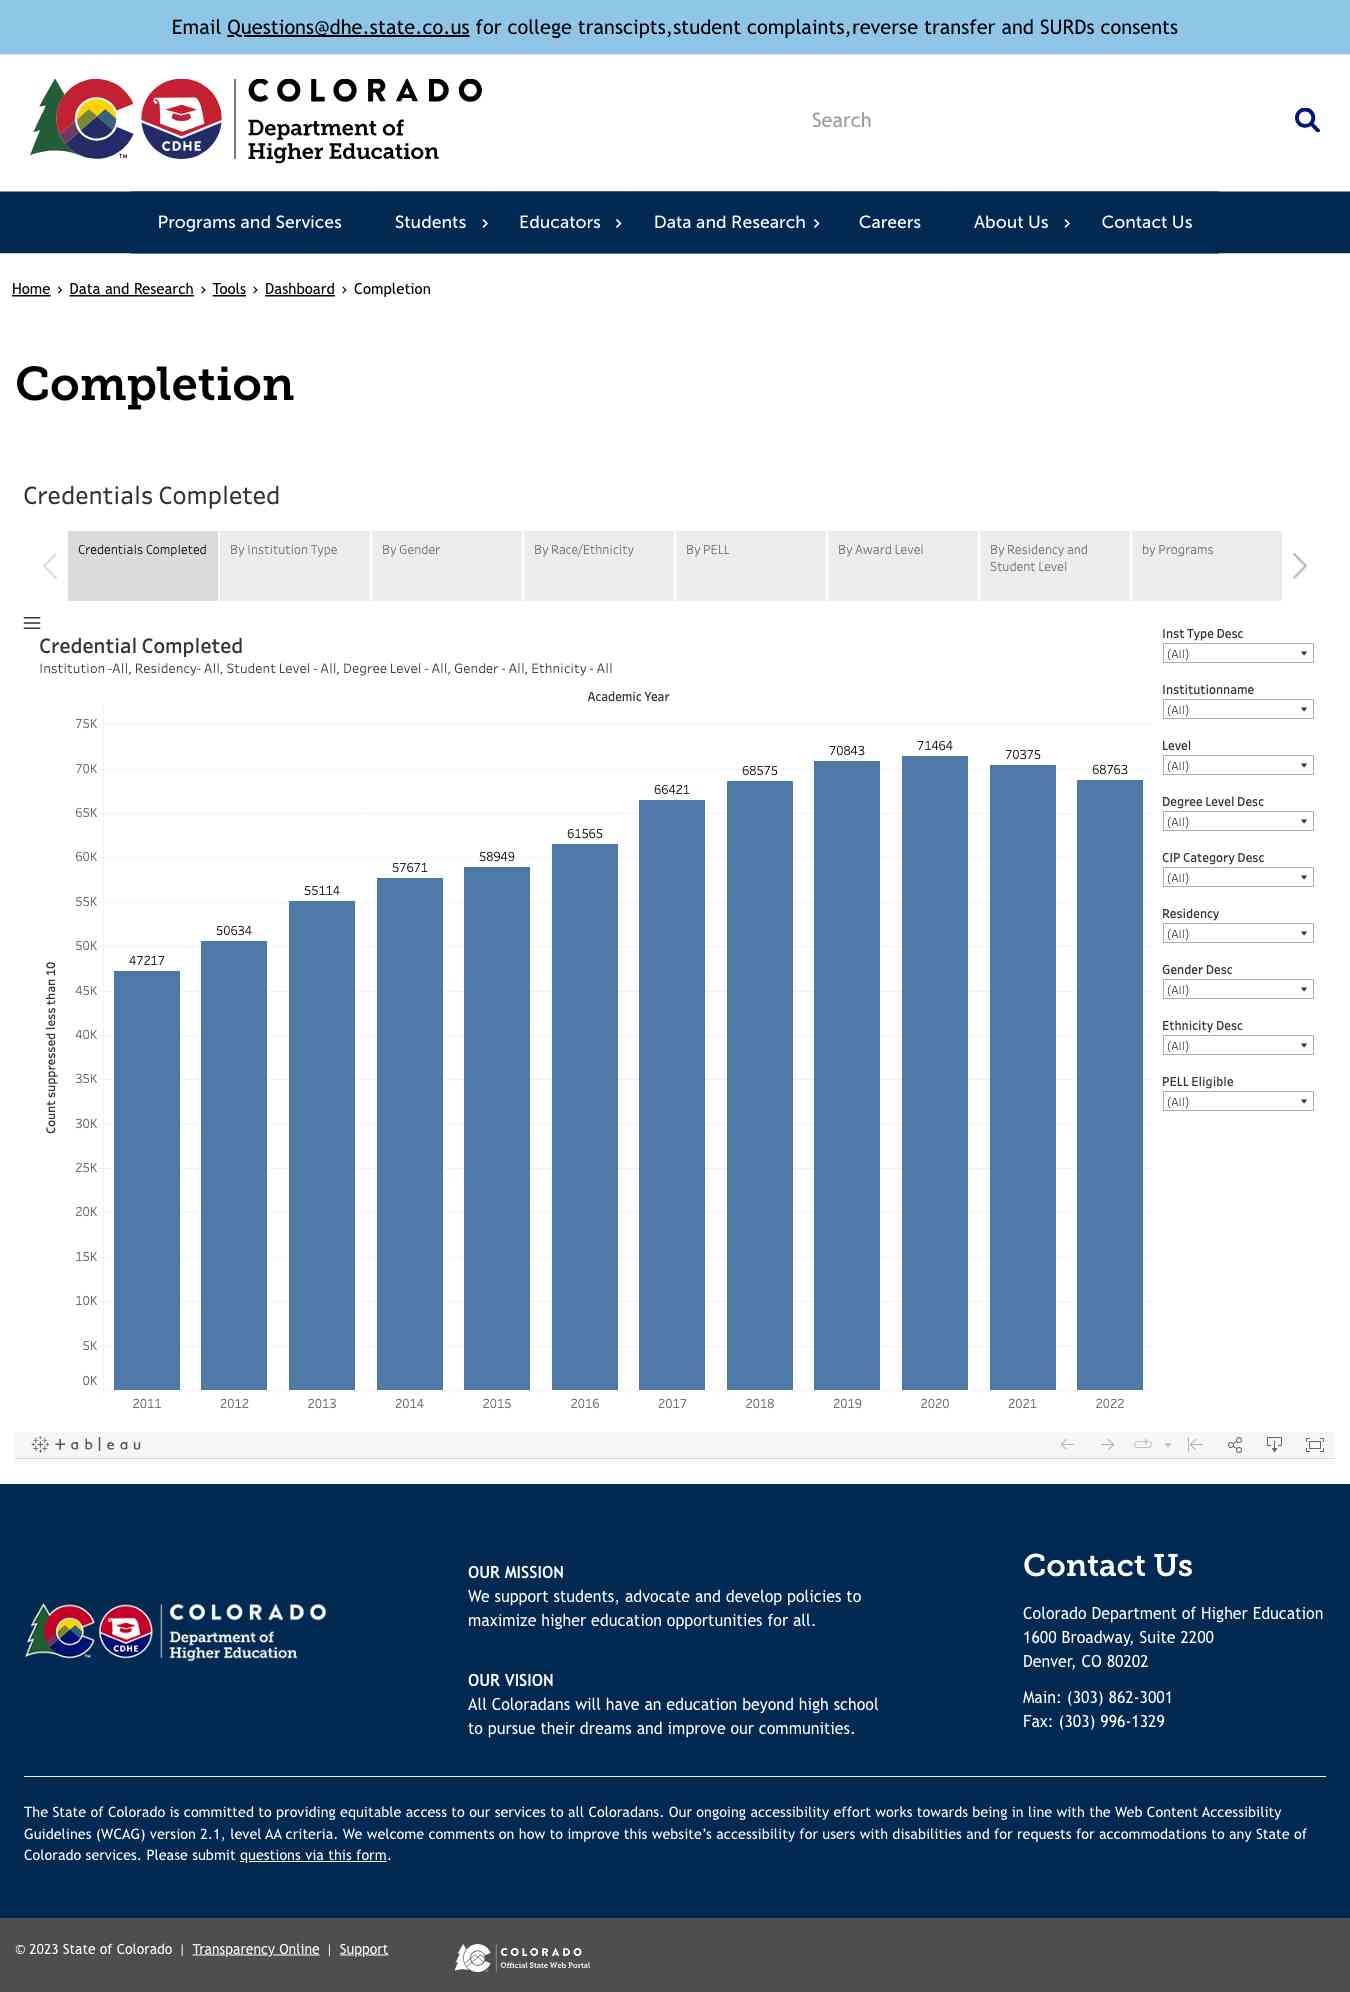 Email Questions@dhe.state.co.us for college transcipts,student complaints,reverse transfer and SURDs consents
CDHE
TM
COLORADO
Department of
Higher Education
Search
Programs and Services
Students ›
Educators ›
Data and Research ›
Careers
About Us ›
Contact Us
Home › Data and Research › Tools › Dashboard › Completion
Completion
Credentials Completed
Credentials Completed
By Institution Type
By Gender
By Race/Ethnicity
By PELL
By Award Level
By Residency and
Student Level
by Programs
Credential Completed
Institution -All, Residency- All, Student Level - All, Degree Level - All, Gender - All, Ethnicity - All
Academic Year
Count suppressed less than 10
75K
70K
65K
60K
55K
50K
45K
40K
35K
30K
25K
20K
15K
10K
5K
0K
47217
50634
55114
57671
58949
61565
66421
68575
70843
71464
70375
68763
2011
2012
2013
2014
2015
2016
2017
2018
2019
2020
2021
2022
Inst Type Desc
(All)
Institutionname
(All)
Level
(All)
Degree Level Desc
(All)
CIP Category Desc
(All)
Residency
(All)
Gender Desc
(All)
Ethnicity Desc
(All)
PELL Eligible
(All)
+ableau
CDHE
COLORADO
Department of
Higher Education
OUR MISSION
We support students, advocate and develop policies to
maximize higher education opportunities for all.
OUR VISION
All Coloradans will have an education beyond high school
to pursue their dreams and improve our communities.
Contact Us
Colorado Department of Higher Education
1600 Broadway, Suite 2200
Denver, CO 80202
Main: (303) 862-3001
Fax: (303) 996-1329
The State of Colorado is committed to providing equitable access to our services to all Coloradans. Our ongoing accessibility effort works towards being in line with the Web Content Accessibility
Guidelines (WCAG) version 2.1, level AA criteria. We welcome comments on how to improve this website’s accessibility for users with disabilities and for requests for accommodations to any State of
Colorado services. Please submit questions via this form.
© 2023 State of Colorado | Transparency Online | Support
COLORADO
Official State Web Portal